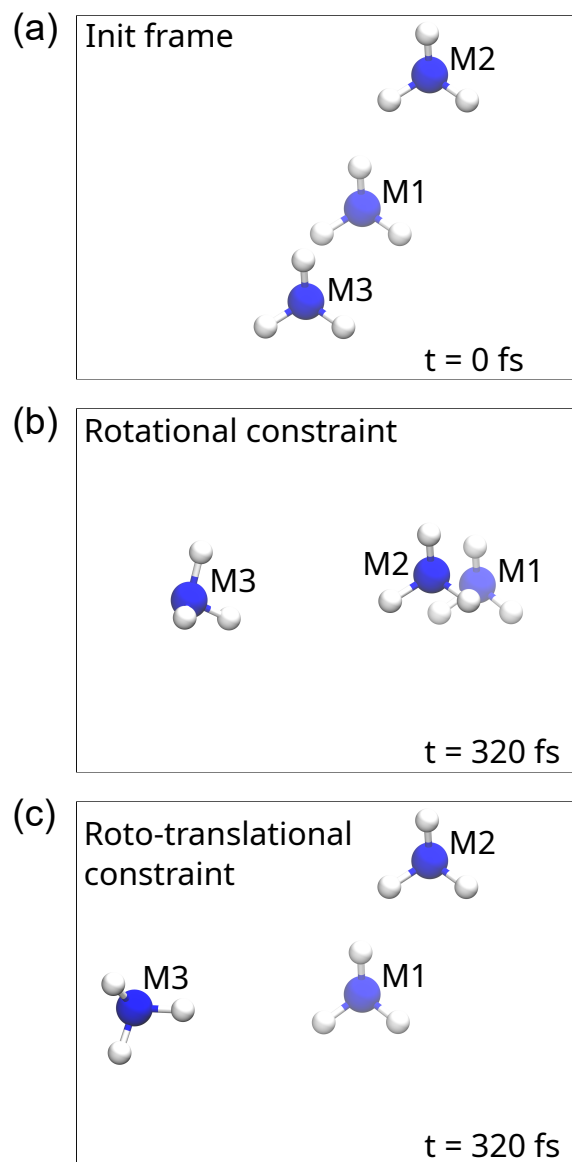 (a)
Init frame
M2
M1
M3
t = 0 fs
(b)
Rotational constraint
M3
M2
M1
t = 320 fs
(c)
Roto-translational
constraint
M2
M3
M1
t = 320 fs